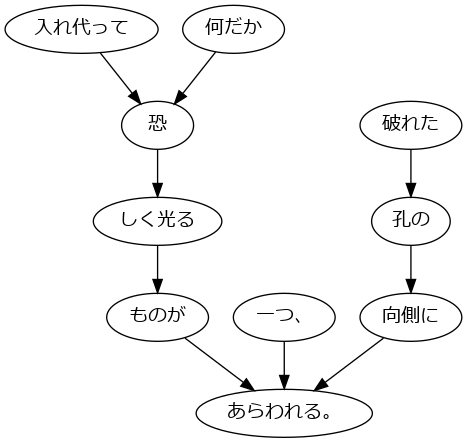 入れ代って
何だか
恐
破れた
しく光る
孔の
ものが
一つ、
向側に
あらわれる。